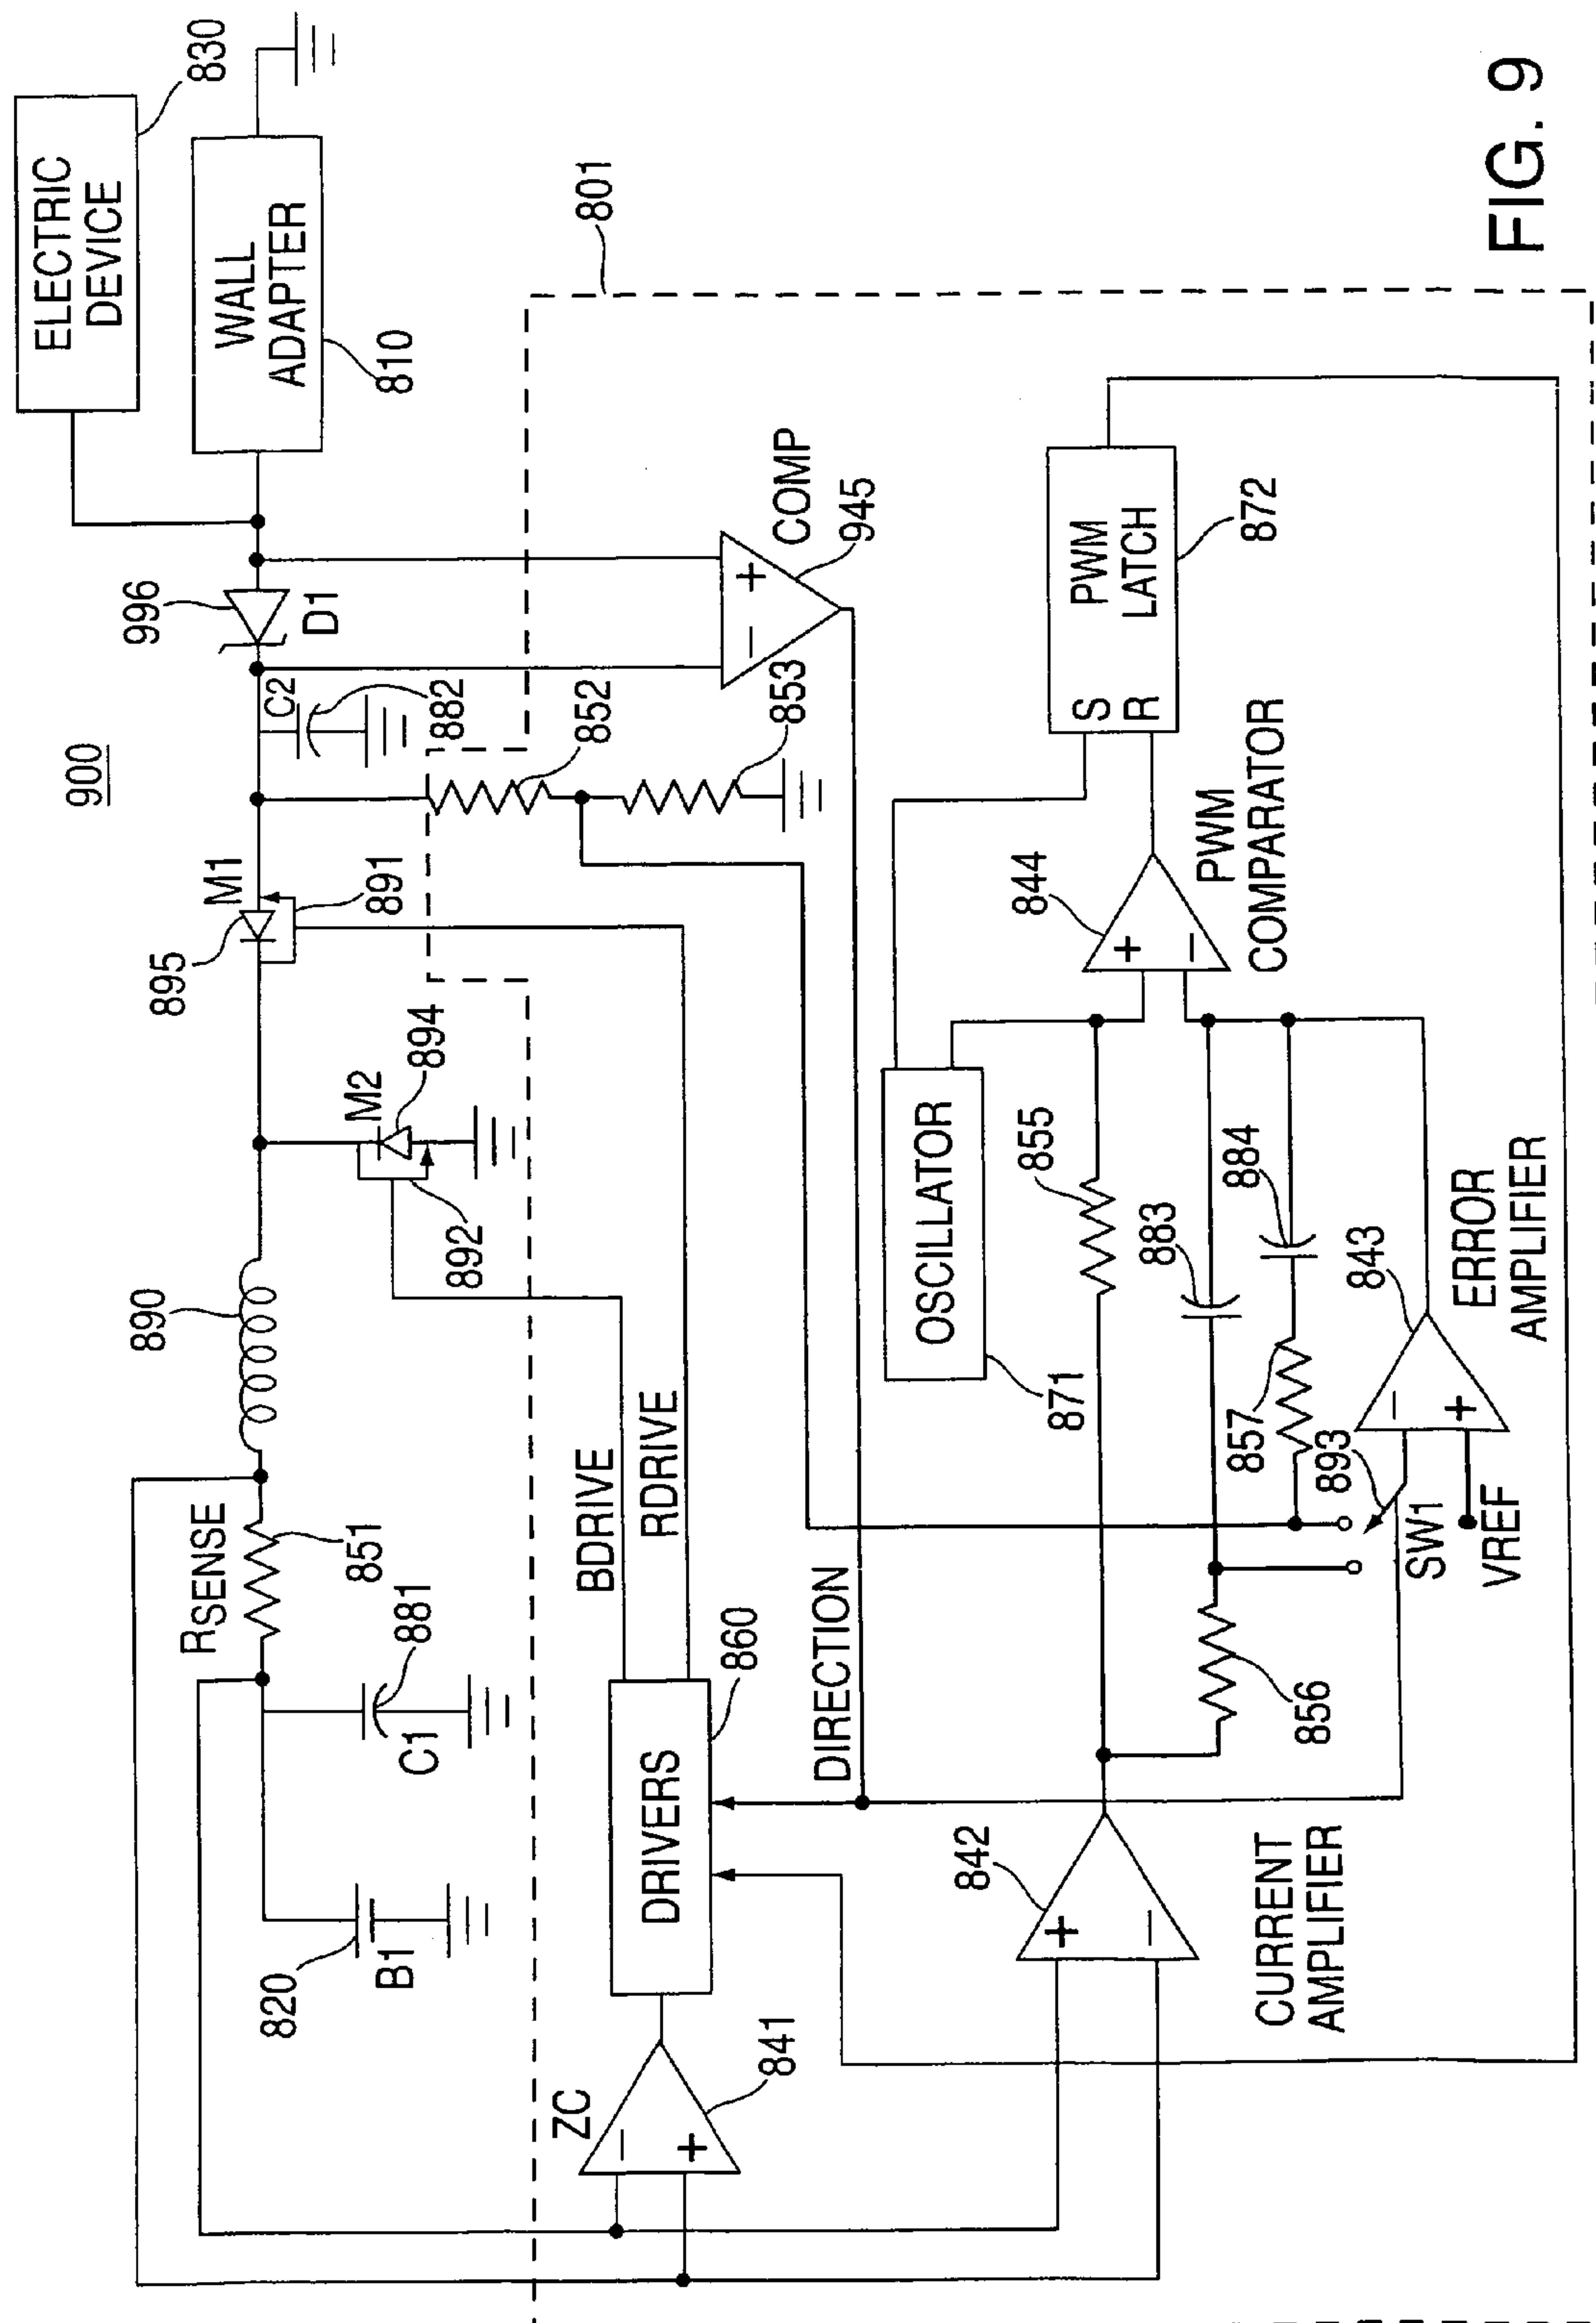 900
ELECTRIC
DEVICE
830
WALL
ADAPTER
810
996
D1
C2
882
M1
895
891
M2
894
892
890
RSENSE
851
C1
881
820
B1
801
852
853
+
−
COMP
945
BDRIVE
RDRIVE
DIRECTION
DRIVERS
860
ZC
−
+
841
842
+
−
CURRENT
AMPLIFIER
OSCILLATOR
871
855
856
883
884
857
893
SW1
VREF
−
+
843
ERROR
AMPLIFIER
844
+
−
PWM
COMPARATOR
S
R
PWM
LATCH
872
FIG. 9